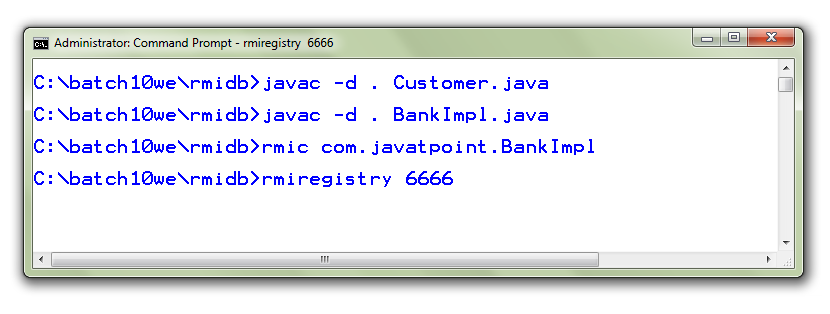 Administrator: Command Prompt - rmiregistry 6666
C:\batch10we\rmidb>javac -d . Customer.java
C:\batch10we\rmidb>javac -d . BankImpl.java
C:\batch10we\rmidb>rmic com.javatpoint.BankImpl
C:\batch10we\rmidb>rmiregistry 6666